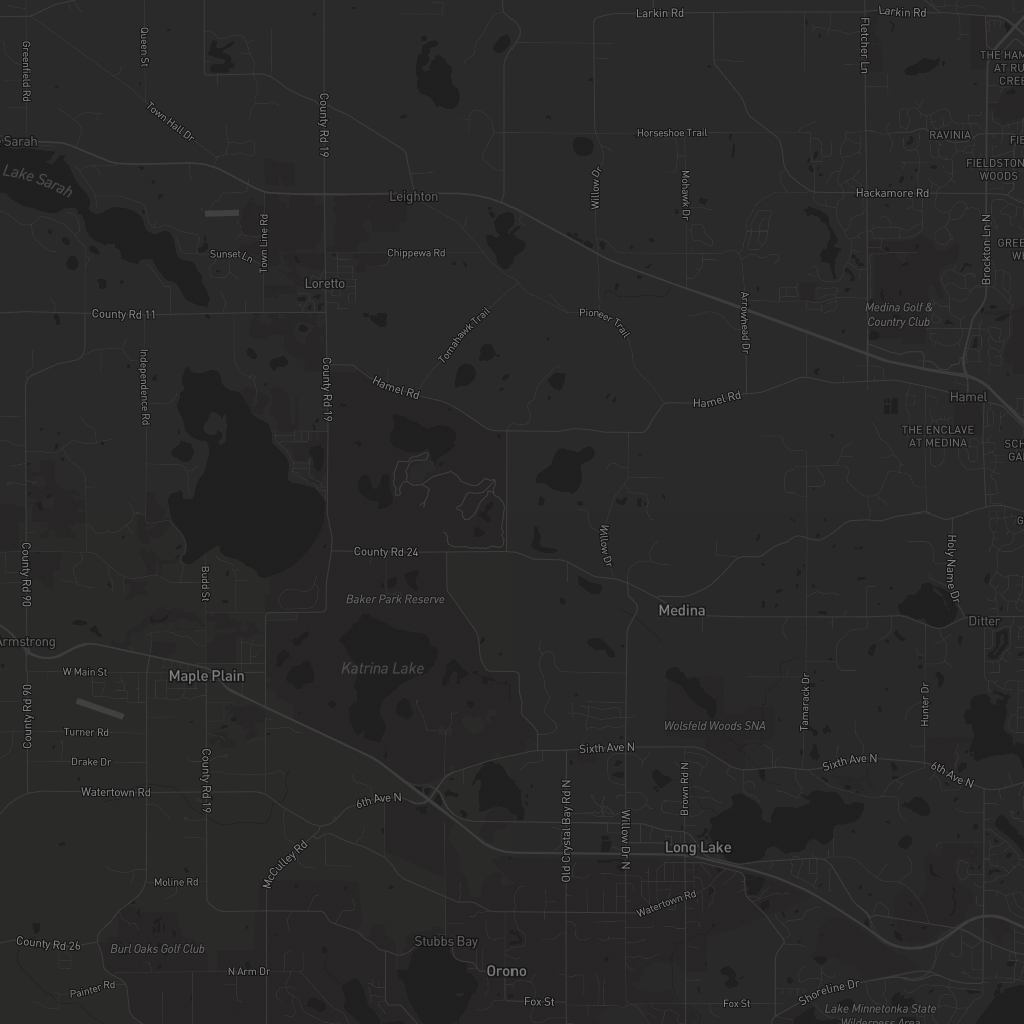 Larkin Rd
Larkin Rd
Greenfield Rd
Queen St
Fletcher Ln
THE HAM
AT RU
CREE
Town Hall Dr
County Rd 19
Horseshoe Trail
RAVINIA
FIE
Sarah
FIELDSTON
WOODS
Lake Sarah
Leighton
Willow Dr
Mohawk Dr
Hackamore Rd
Town Line Rd
Sunset Ln
Chippewa Rd
Brockton Ln N
GREE
WE
Loretto
County Rd 11
Tomahawk Trail
Pioneer Trail
Arrowhead Dr
Medina Golf &
Country Club
Independence Rd
County Rd 19
Hamel Rd
Hamel Rd
Hamel
THE ENCLAVE
AT MEDINA
SCH
GA
G
County Rd 90
Budd St
County Rd 24
Willow Dr
Holy Name Dr
Baker Park Reserve
Medina
Ditter
Armstrong
W Main St
Maple Plain
Katrina Lake
County Rd 90
Turner Rd
Tamarack Dr
Hunter Dr
Wolsfeld Woods SNA
Drake Dr
Sixth Ave N
Sixth Ave N
6th Ave N
Watertown Rd
County Rd 19
6th Ave N
Old Crystal Bay Rd N
Willow Dr N
Brown Rd N
Long Lake
McCulley Rd
Moline Rd
Watertown Rd
County Rd 26
Burl Oaks Golf Club
Stubbs Bay
N Arm Dr
Orono
Painter Rd
Fox St
Fox St
Shoreline Dr
Lake Minnetonka State
Wilderness Area